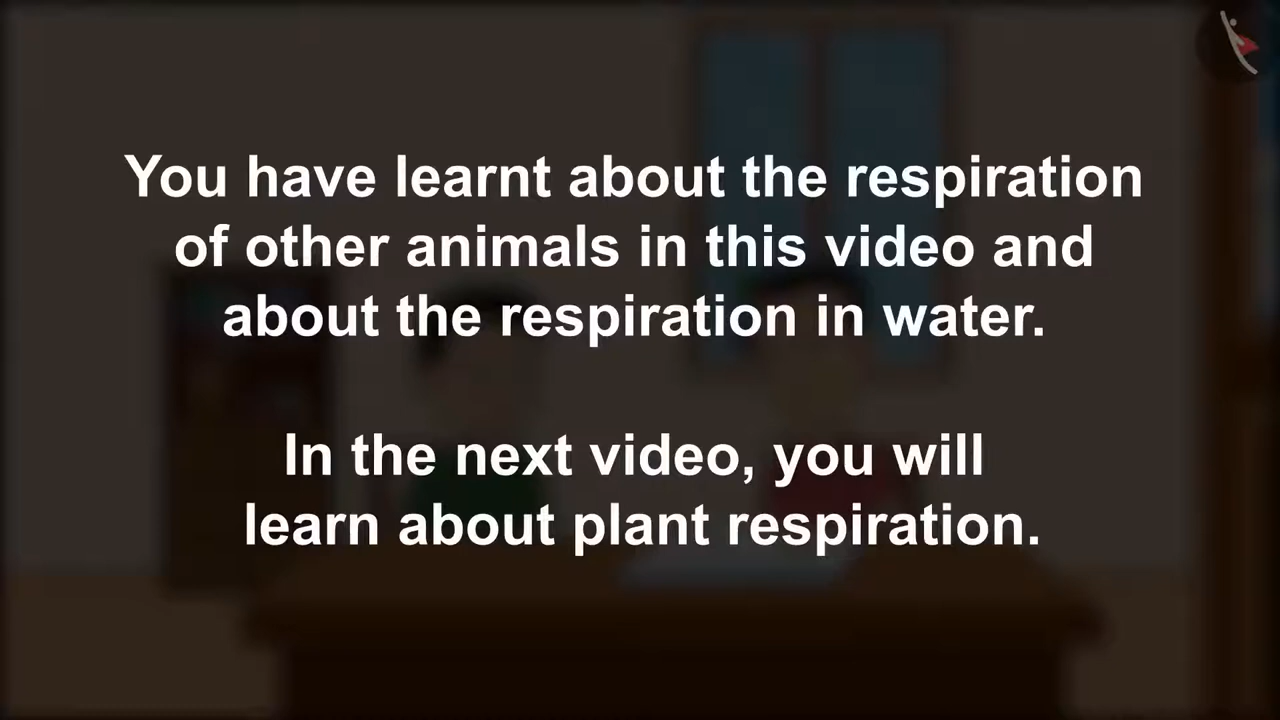 You have learnt about the respiration
of other animals in this video and
about the respiration in water.
In the next video, you will
learn about plant respiration.